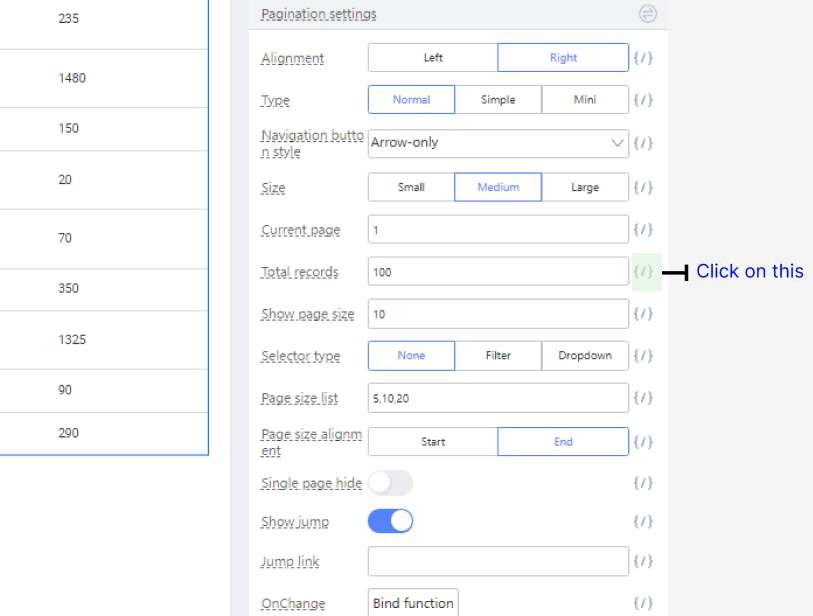 235
1480
150
20
70
350
1325
90
290
Pagination settings
Alignment Left Right {/}
Type Normal Simple Mini {/}
Navigation butto
n style Arrow-only {/}
Size Small Medium Large {/}
Current page 1 {/}
Total records 100 {/} Click on this
Show page size 10 {/}
Selector type None Filter Dropdown {/}
Page size list 5,10,20 {/}
Page size alignm
ent Start End {/}
Single page hide {/}
Show jump {/}
Jump link {/}
OnChange Bind function {/}